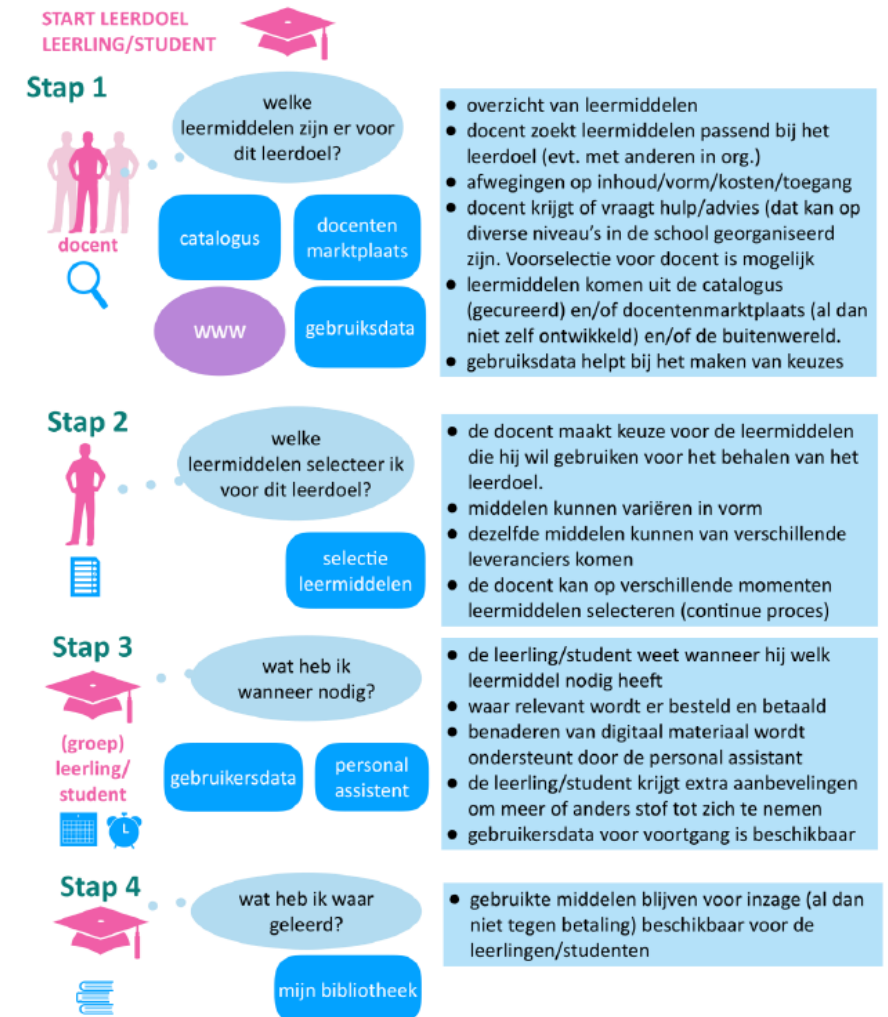 START LEERDOEL
LEERLING/STUDENT
Stap 1
docent
welke
leermiddelen zijn er voor
dit leerdoel?
catalogus
docenten
marktplaats
www
gebruiksdata
● overzicht van leermiddelen
● docent zoekt leermiddelen passend bij het
leerdoel (evt. met anderen in org.)
● afwegingen op inhoud/vorm/kosten/toegang
● docent krijgt of vraagt hulp/advies (dat kan op
diverse niveau's in de school georganiseerd
zijn. Voorselectie voor docent is mogelijk
● leermiddelen komen uit de catalogus
(gecureerd) en/of docentenmarktplaats (al dan
niet zelf ontwikkeld) en/of de buitenwereld.
● gebruiksdata helpt bij het maken van keuzes
Stap 2
welke
leermiddelen selecteer ik
voor dit leerdoel?
selectie
leermiddelen
● de docent maakt keuze voor de leermiddelen
die hij wil gebruiken voor het behalen van het
leerdoel.
● middelen kunnen variëren in vorm
● dezelfde middelen kunnen van verschillende
leveranciers komen
● de docent kan op verschillende momenten
leermiddelen selecteren (continue proces)
Stap 3
(groep)
leerling/
student
wat heb ik
wanneer nodig?
gebruikersdata
personal
assistent
● de leerling/student weet wanneer hij welk
leermiddel nodig heeft
● waar relevant wordt er besteld en betaald
● benaderen van digitaal materiaal wordt
ondersteunt door de personal assistant
● de leerling/student krijgt extra aanbevelingen
om meer of anders stof tot zich te nemen
● gebruikersdata voor voortgang is beschikbaar
Stap 4
wat heb ik waar
geleerd?
mijn bibliotheek
● gebruikte middelen blijven voor inzage (al dan
niet tegen betaling) beschikbaar voor de
leerlingen/studenten